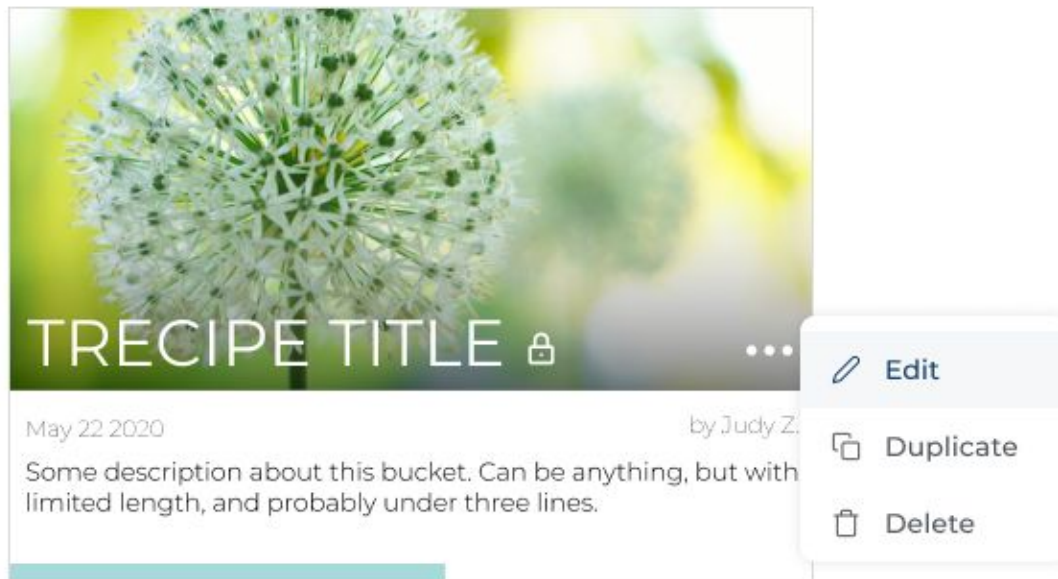 TRECIPE TITLE
May 22 2020
by Judy Z.
Some description about this bucket. Can be anything, but with
limited length, and probably under three lines.
Edit
Duplicate
Delete